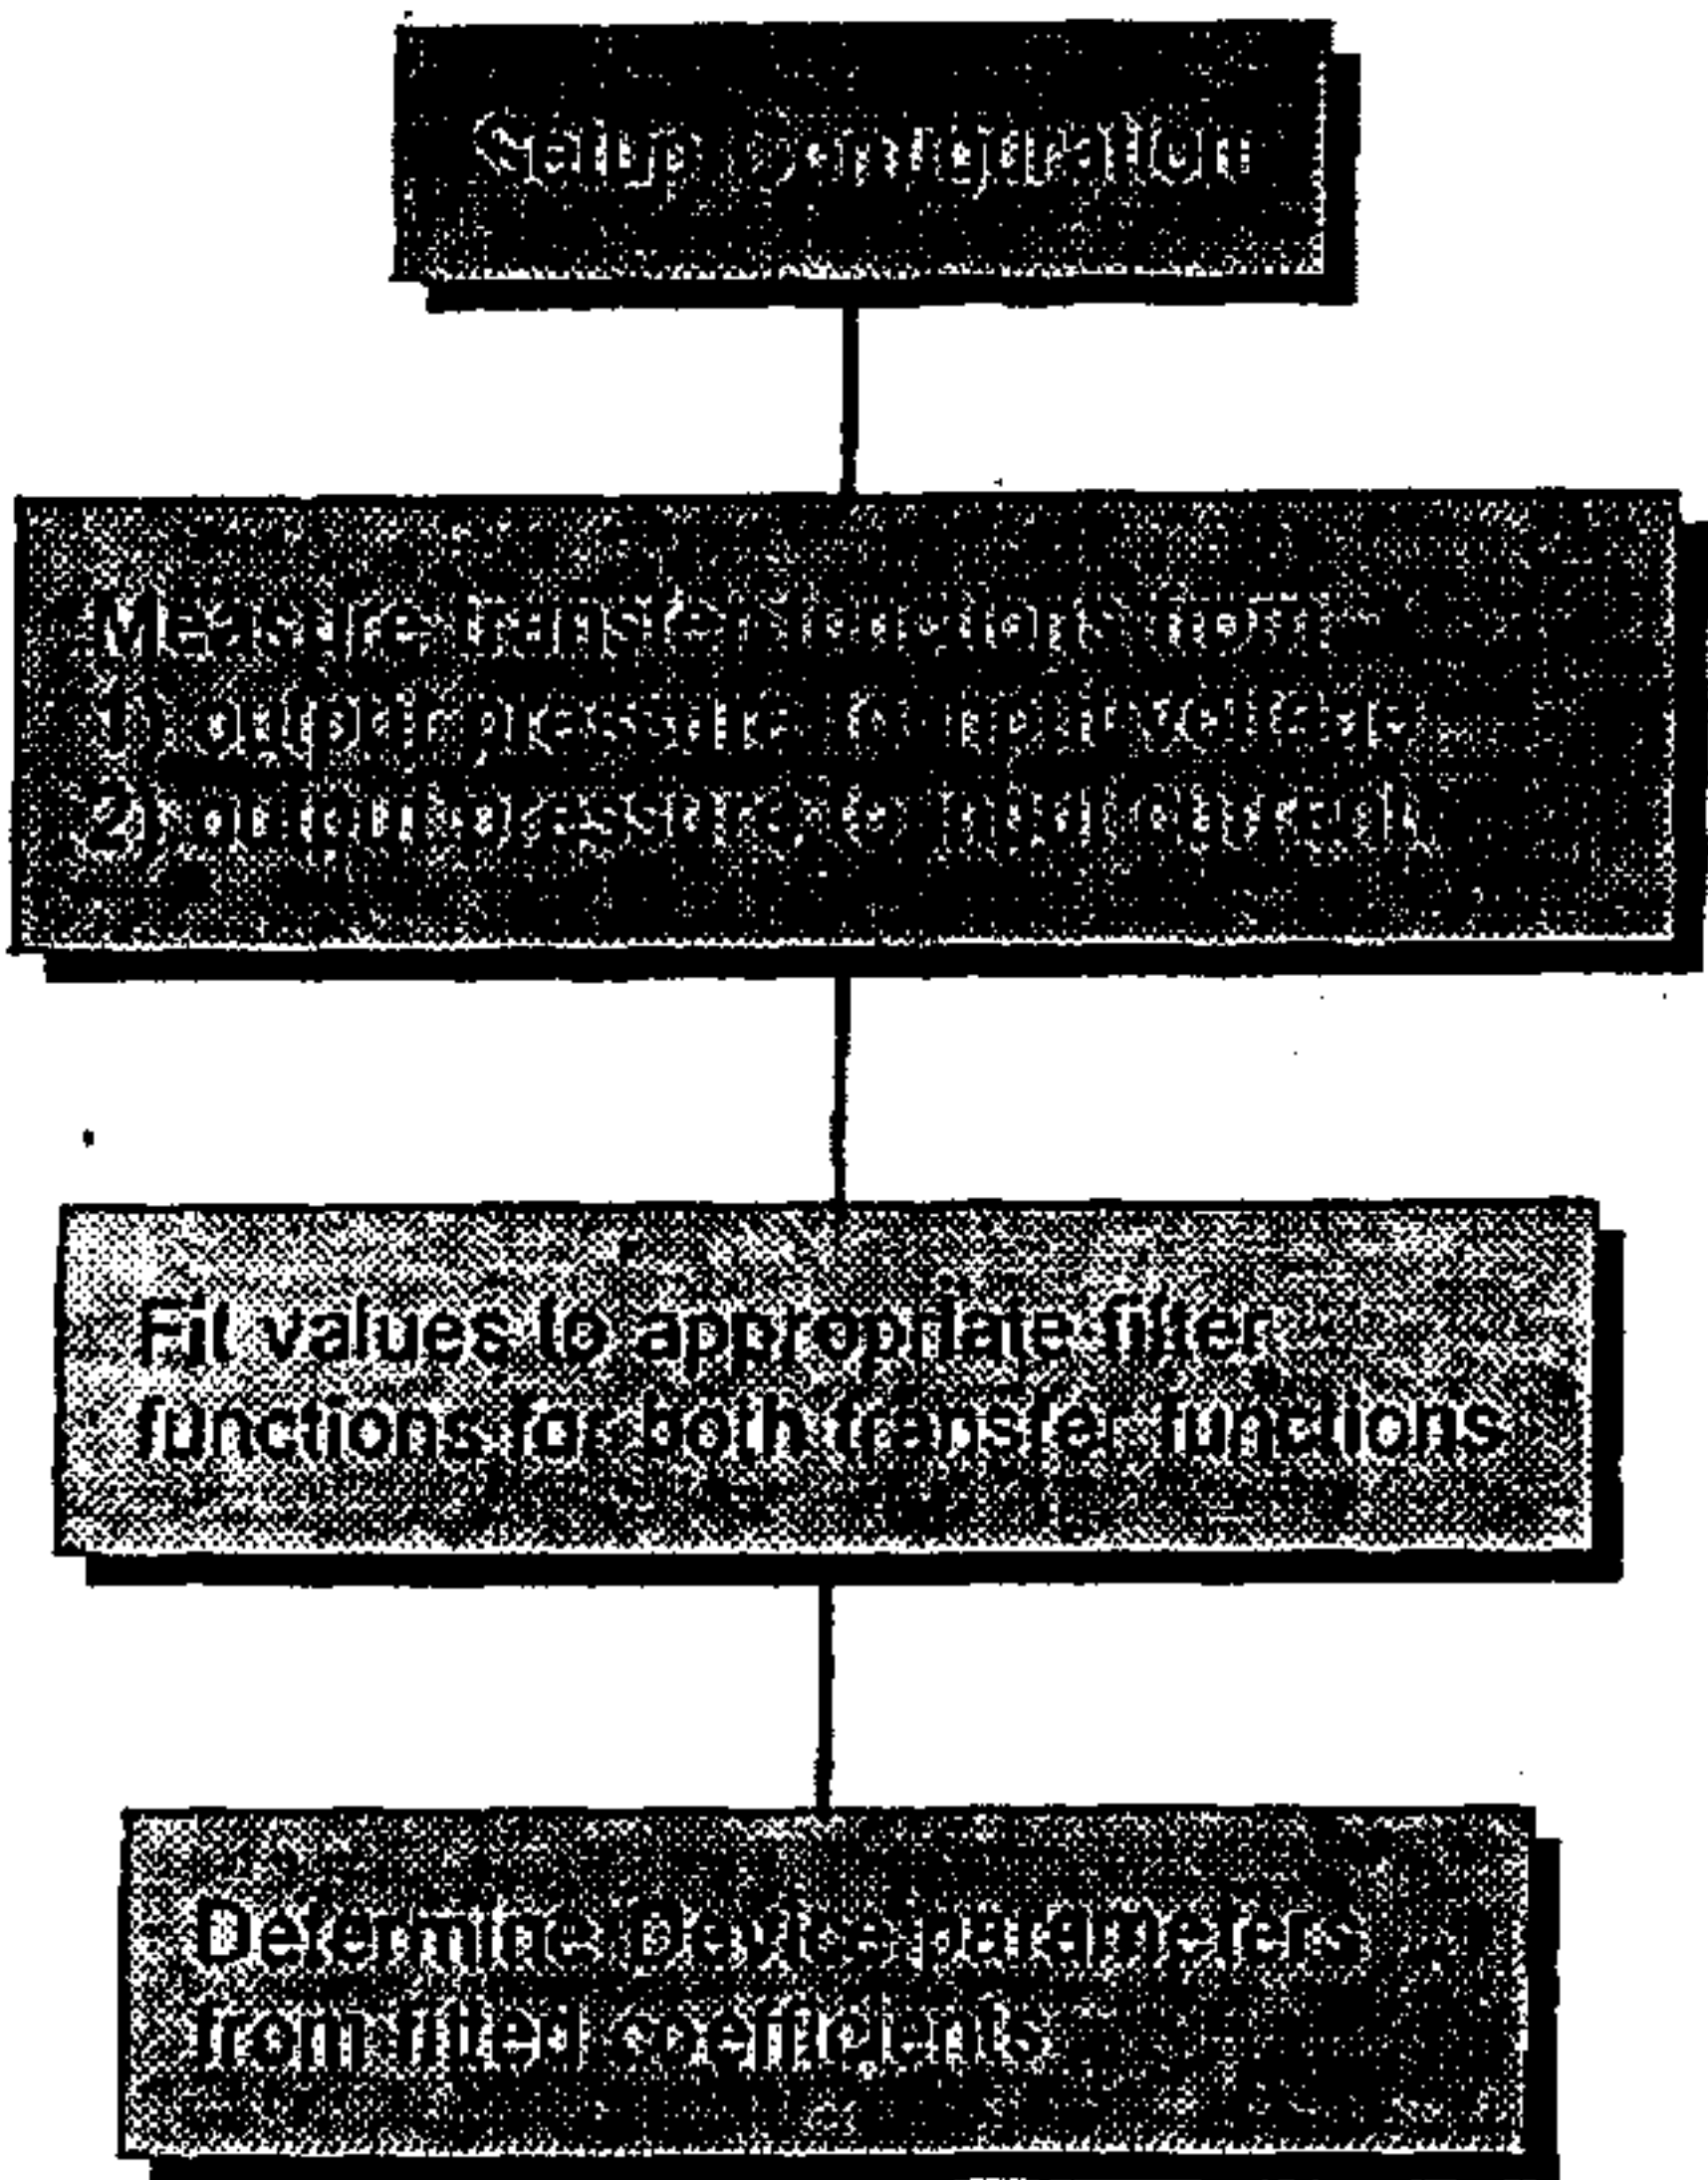 Setup Configuration
Measure transfer functions from
1) output pressure to input voltage
2) output pressure to input current
Fit values to appropriate filter
functions for both transfer functions
Determine Device parameters
from fitted coefficients